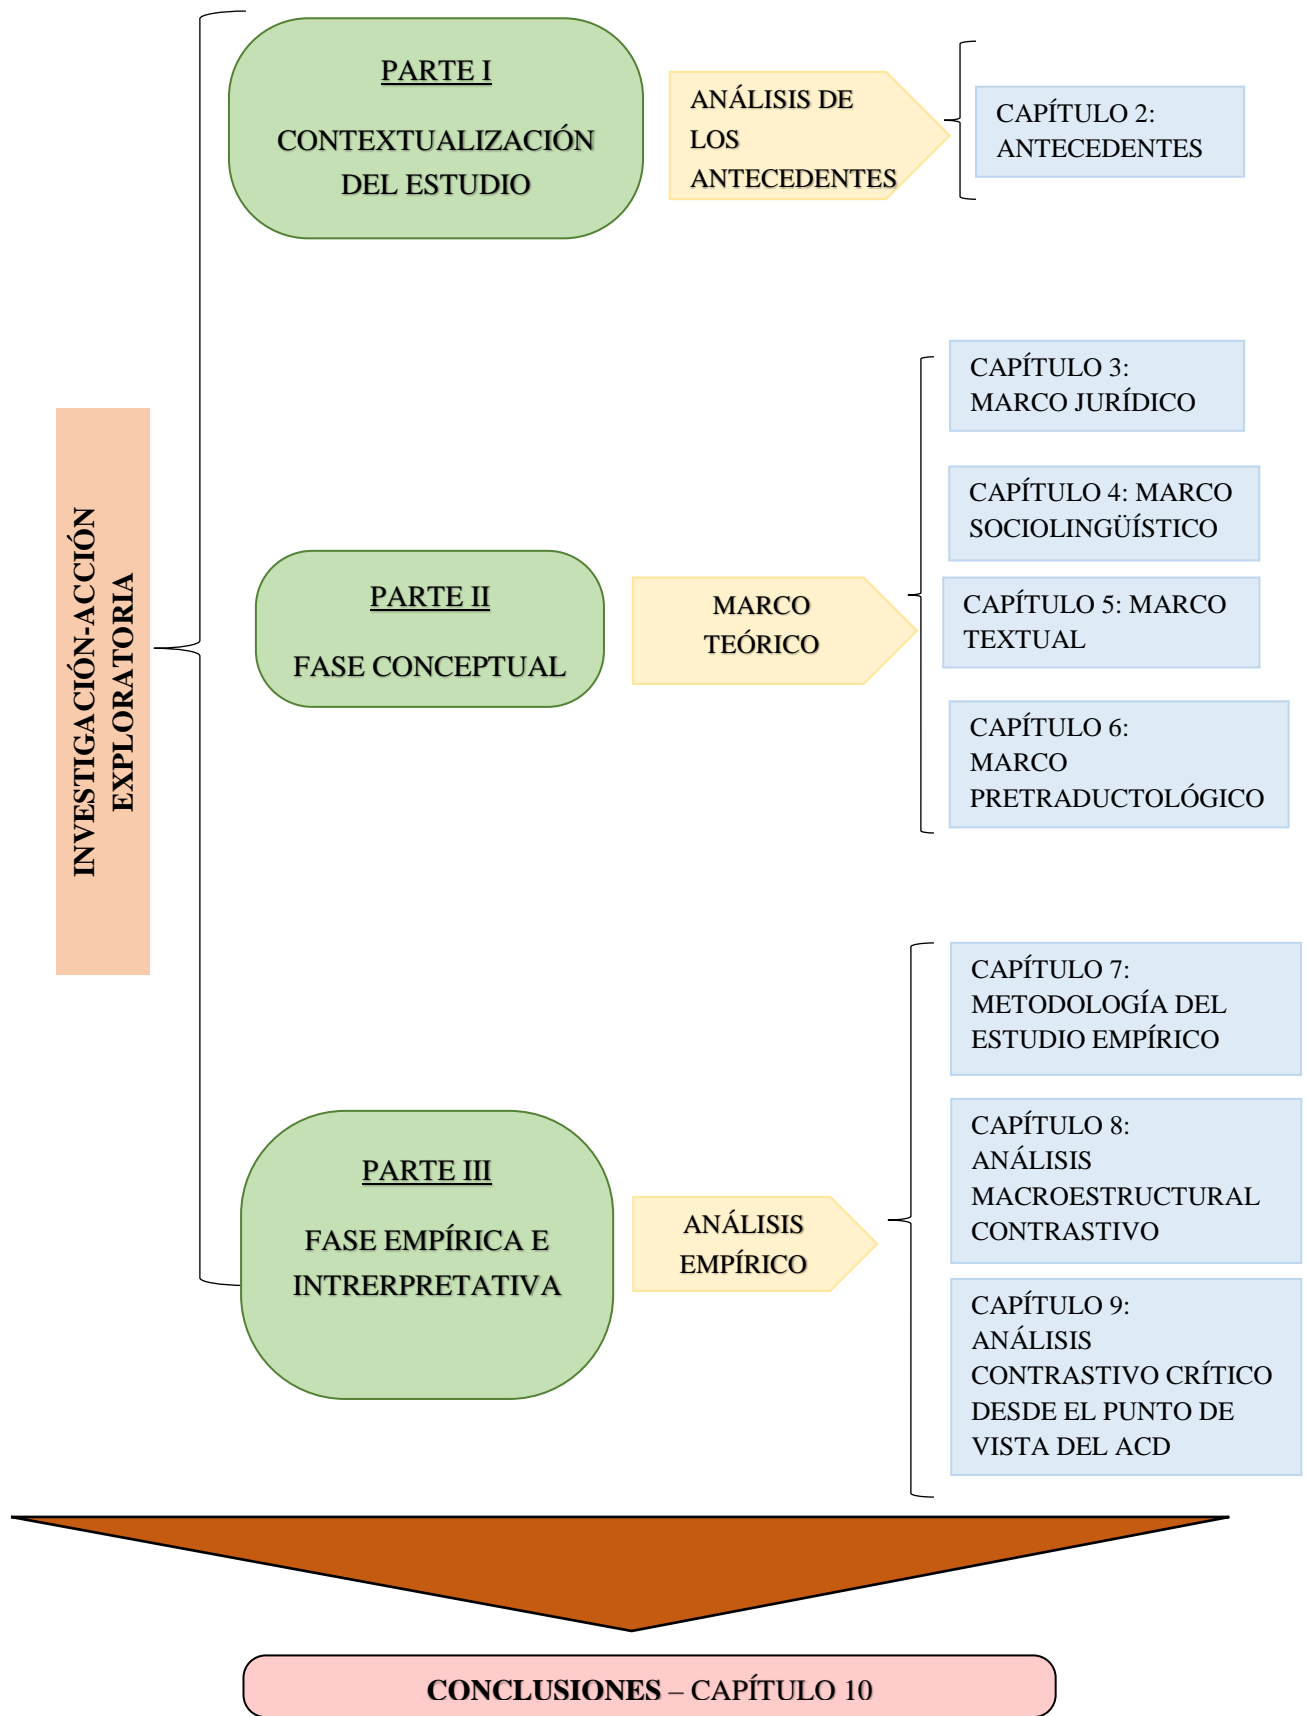 INVESTIGACIÓN-ACCIÓN
EXPLORATORIA
PARTE I
CONTEXTUALIZACIÓN
DEL ESTUDIO
ANÁLISIS DE
LOS
ANTECEDENTES
CAPÍTULO 2:
ANTECEDENTES
PARTE II
FASE CONCEPTUAL
MARCO
TEÓRICO
CAPÍTULO 3:
MARCO JURÍDICO
CAPÍTULO 4: MARCO
SOCIOLINGÜÍSTICO
CAPÍTULO 5: MARCO
TEXTUAL
CAPÍTULO 6:
MARCO
PRETRADUCTOLÓGICO
PARTE III
FASE EMPÍRICA E
INTRERPRETATIVA
ANÁLISIS
EMPÍRICO
CAPÍTULO 7:
METODOLOGÍA DEL
ESTUDIO EMPÍRICO
CAPÍTULO 8:
ANÁLISIS
MACROESTRUCTURAL
CONTRASTIVO
CAPÍTULO 9:
ANÁLISIS
CONTRASTIVO CRÍTICO
DESDE EL PUNTO DE
VISTA DEL ACD
CONCLUSIONES – CAPÍTULO 10